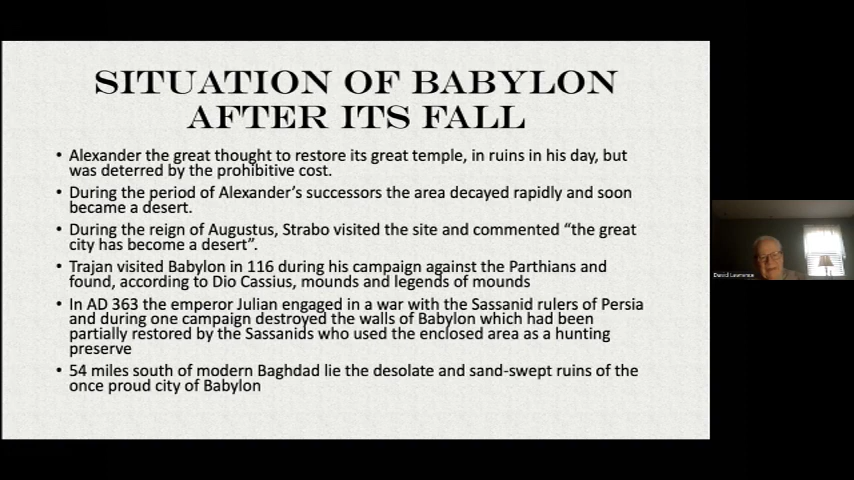 SITUATION OF BABYLON
AFTER ITS FALL
• Alexander the great thought to restore its great temple, in ruins in his day, but
was deterred by the prohibitive cost.
• During the period of Alexander's successors the area decayed rapidly and soon
became a desert.
• During the reign of Augustus, Strabo visited the site and commented “the great
city has become a desert”.
• Trajan visited Babylon in 116 during his campaign against the Parthians and
found, according to Dio Cassius, mounds and legends of mounds
• In AD 363 the emperor Julian engaged in a war with the Sassanid rulers of Persia
and during one campaign destroyed the walls of Babylon which had been
partially restored by the Sassanids who used the enclosed area as a hunting
preserve
• 54 miles south of modern Baghdad lie the desolate and sand-swept ruins of the
once proud city of Babylon
David Lawrence